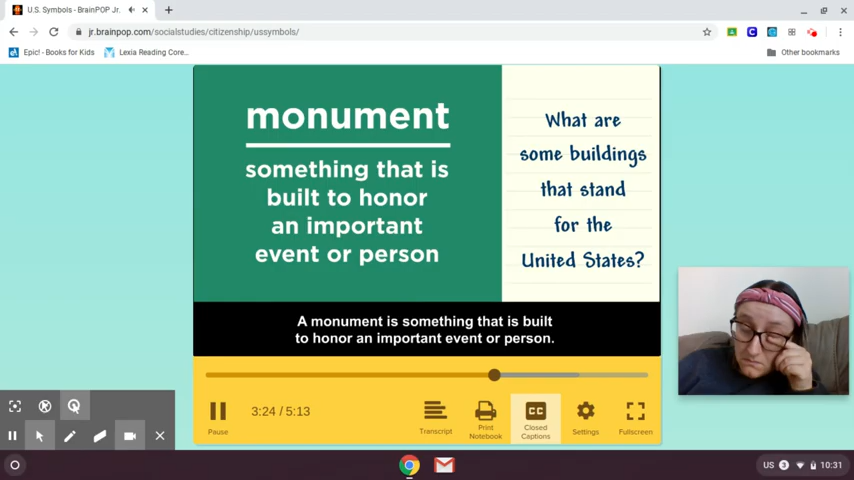 U.S. Symbols - BrainPOP Jr.
jr.brainpop.com/socialstudies/citizenship/ussymbols/
Epic! - Books for Kids
Lexia Reading Core...
Other bookmarks
monument
something that is
built to honor
an important
event or person
What are
some buildings
that stand
for the
United States?
A monument is something that is built
to honor an important event or person.
3:24 / 5:13
Pause
Transcript
Print
Notebook
CC
Closed
Captions
Settings
Fullscreen
US 3 10:31